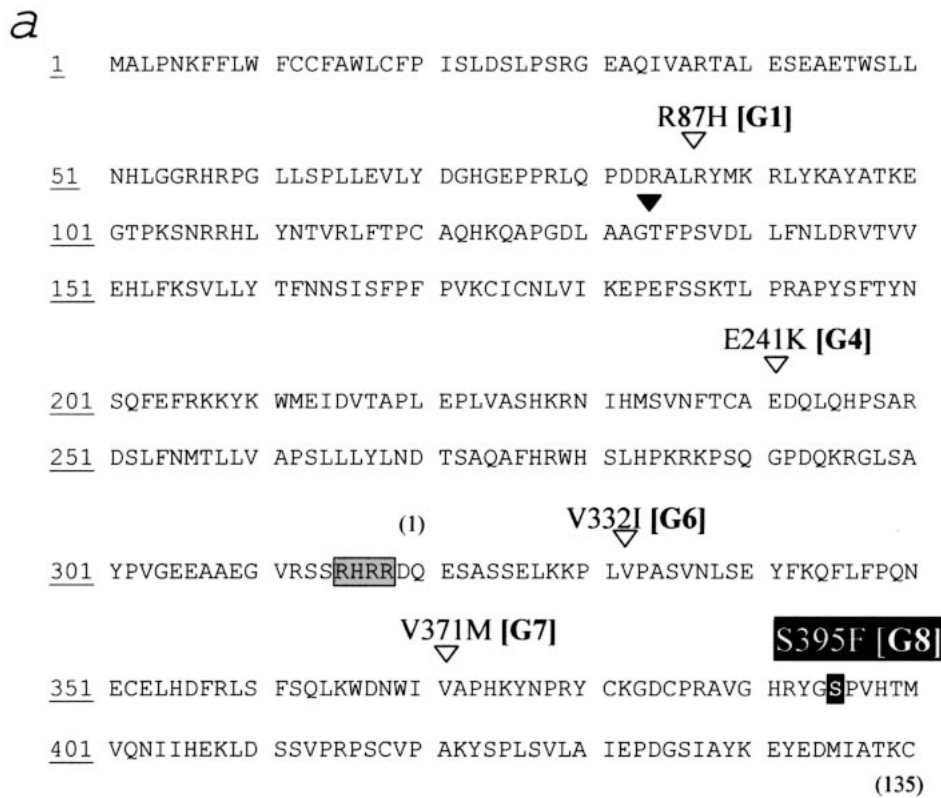 a
1 MALPNKFFLW FCCFAWLCFP ISLDSLPSRG EAQIVARTAL ESEAETWSLL
R87H [G1]
51 NHLGGRHRPG LLSPLLEVLY DGHGEPPRLQ PDDRALRYMK RLYKAYATKE
101 GTPKSNRRHL YNTVRLFTPC AQHKQAPGDL AAGTFPSVDL LFNLDRVTVV
151 EHLFKSVLLY TFNNSISFPF PVKCICNLVI KEPEFSSKTL PRAPYSFTYN
E241K [G4]
201 SQFEFRKKYK WMEIDVTAPL EPLVASHKRN IHMSVNFTCA EDQLQHPSAR
251 DSLFNMTLLV APSLLLYLND TSAQAFHRWH SLHPKRKPSQ GPDQKRGLSA
(1) V332I [G6]
301 YPVGEEAAEG VRSSRHRRDQ ESASSELKKP LVPASVNLSE YFKQFLFPQN
V371M [G7] S395F [G8]
351 ECELHDFRLS FSQLKWDNWI VAPHKYNPRY CKGDCPRAVG HRYGSPVHTM
401 VQNIIHEKLD SSVPRPSCVP AKYSPLSVLA IEPDGSIAYK EYEDMIATKC
(135)